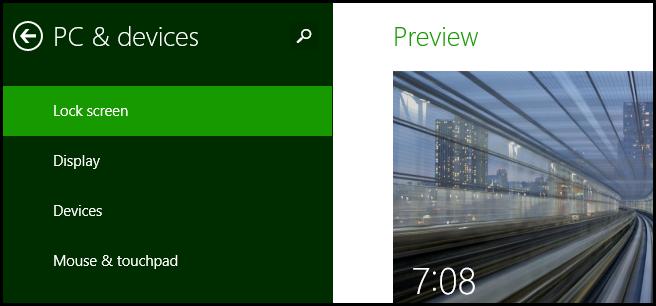 PC & devices
Lock screen
Display
Devices
Mouse & touchpad
Preview
7:08